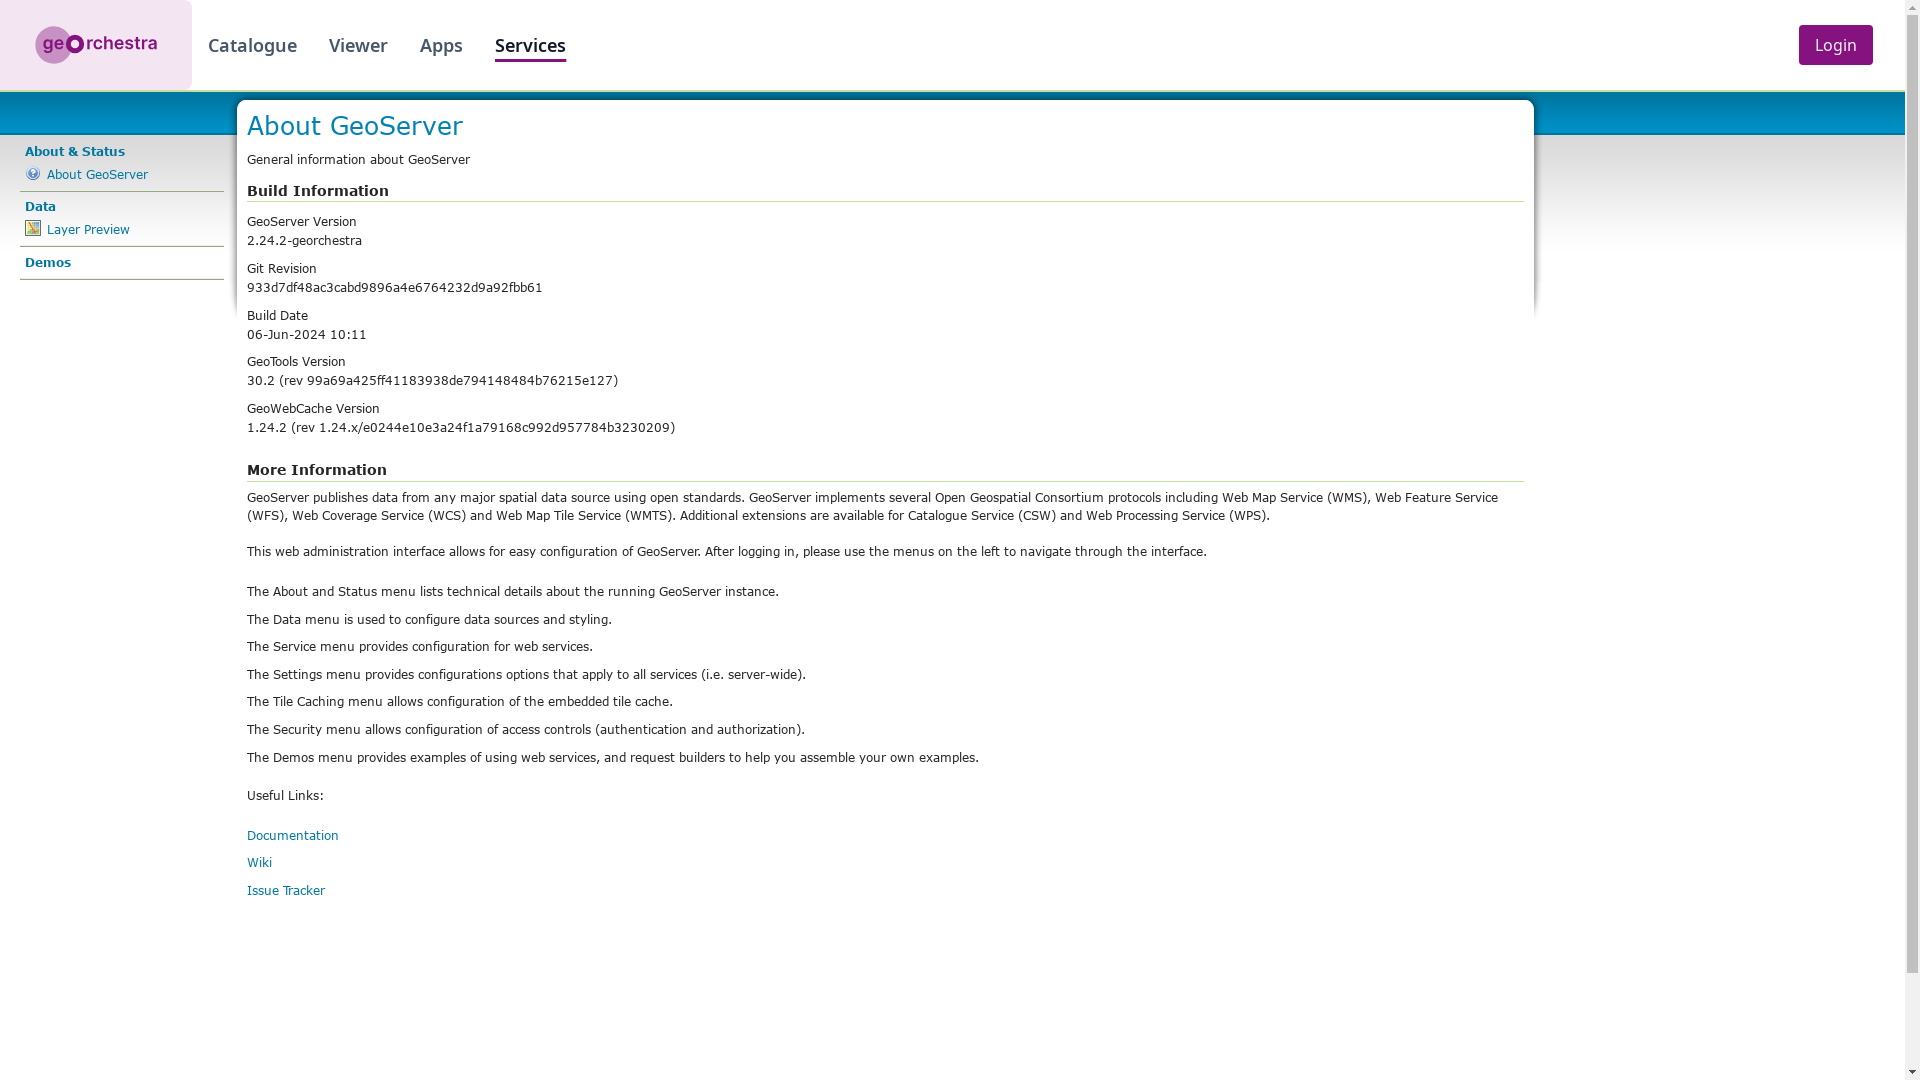 geOrchestra
Catalogue
Viewer
Apps
Services
Login
About & Status
About GeoServer
Data
Layer Preview
Demos
About GeoServer
General information about GeoServer
Build Information
GeoServer Version
2.24.2-georchestra
Git Revision
933d7df48ac3cabd9896a4e6764232d9a92fbb61
Build Date
06-Jun-2024 10:11
GeoTools Version
30.2 (rev 99a69a425ff41183938de794148484b76215e127)
GeoWebCache Version
1.24.2 (rev 1.24.x/e0244e10e3a24f1a79168c992d957784b3230209)
More Information
GeoServer publishes data from any major spatial data source using open standards. GeoServer implements several Open Geospatial Consortium protocols including Web Map Service (WMS), Web Feature Service
(WFS), Web Coverage Service (WCS) and Web Map Tile Service (WMTS). Additional extensions are available for Catalogue Service (CSW) and Web Processing Service (WPS).
This web administration interface allows for easy configuration of GeoServer. After logging in, please use the menus on the left to navigate through the interface.
The About and Status menu lists technical details about the running GeoServer instance.
The Data menu is used to configure data sources and styling.
The Service menu provides configuration for web services.
The Settings menu provides configurations options that apply to all services (i.e. server-wide).
The Tile Caching menu allows configuration of the embedded tile cache.
The Security menu allows configuration of access controls (authentication and authorization).
The Demos menu provides examples of using web services, and request builders to help you assemble your own examples.
Useful Links:
Documentation
Wiki
Issue Tracker